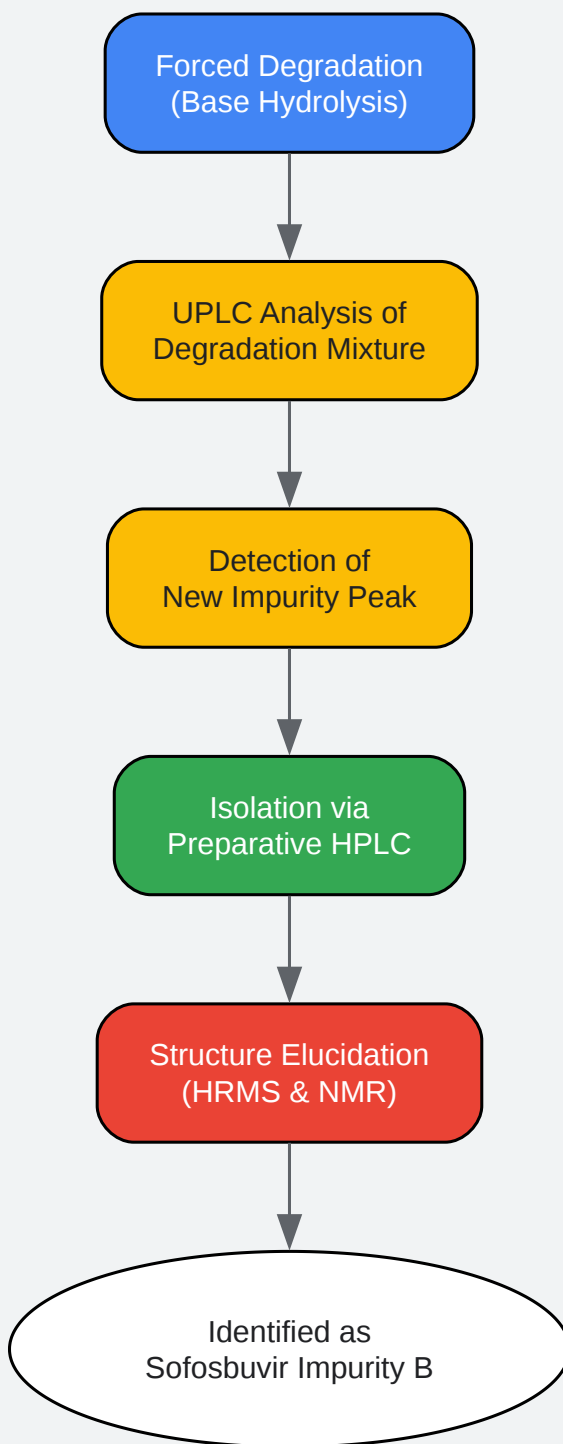 Forced Degradation
(Base Hydrolysis)
UPLC Analysis of
Degradation Mixture
Detection of
New Impurity Peak
Isolation via
Preparative HPLC
Structure Elucidation
(HRMS & NMR)
Identified as
Sofosbuvir Impurity B